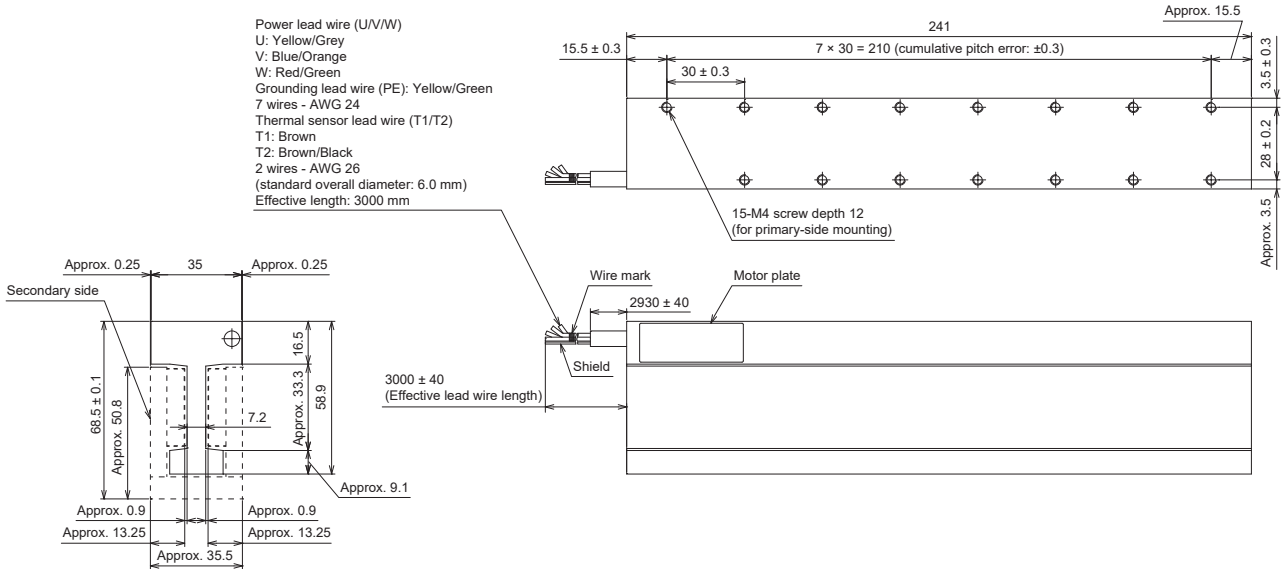 Power lead wire (U/V/W)
U: Yellow/Grey
V: Blue/Orange
W: Red/Green
Grounding lead wire (PE): Yellow/Green
7 wires - AWG 24
Thermal sensor lead wire (T1/T2)
T1: Brown
T2: Brown/Black
2 wires - AWG 26
(standard overall diameter: 6.0 mm)
Effective length: 3000 mm
Approx. 15.5
241
15.5 ± 0.3
7 × 30 = 210 (cumulative pitch error: ±0.3)
30 ± 0.3
3.5 ± 0.3
28 ± 0.2
Approx. 3.5
15-M4 screw depth 12
(for primary-side mounting)
Approx. 0.25
35
Approx. 0.25
Secondary side
Wire mark
Motor plate
2930 ± 40
Shield
3000 ± 40
(Effective lead wire length)
68.5 ± 0.1
Approx. 50.8
16.5
Approx. 33.3
58.9
7.2
Approx. 9.1
Approx. 0.9
Approx. 0.9
Approx. 13.25
Approx. 13.25
Approx. 35.5